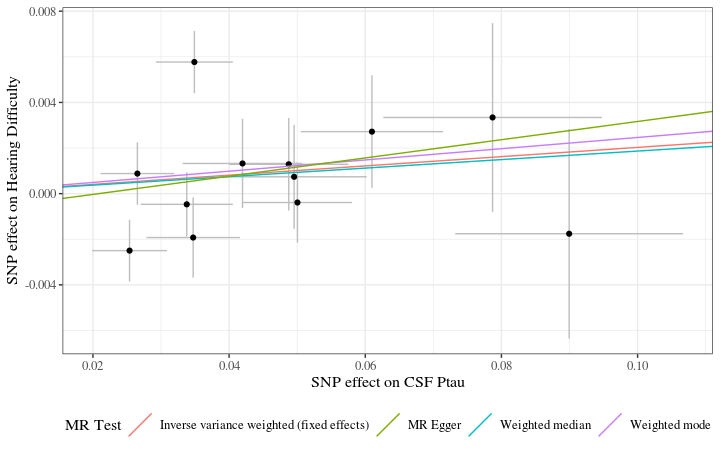 0.008
0.004
0.000
-0.004
SNP effect on Hearing Difficulty
0.02 0.04 0.06 0.08 0.10
SNP effect on CSF Ptau
MR Test Inverse variance weighted (fixed effects) MR Egger Weighted median Weighted mode